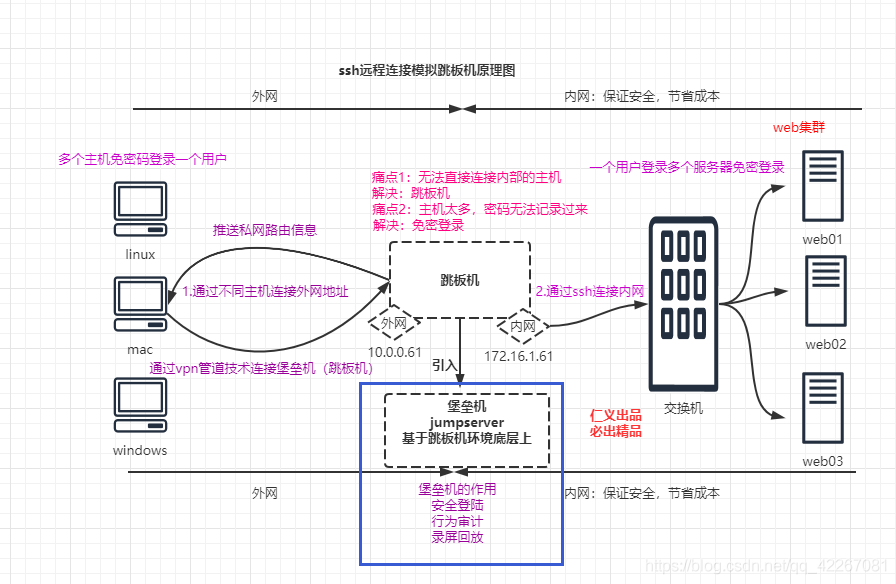 ssh远程连接模拟跳板机原理图
外网
内网：保证安全，节省成本
web集群
多个主机免密码登录一个用户
一个用户登录多个服务器免密登录
痛点1：无法直接连接内部的主机
解决：跳板机
痛点2：主机太多，密码无法记录过来
解决：免密登录
linux
推送私网路由信息
跳板机
web01
1.通过不同主机连接外网地址
2.通过ssh连接内网
外网
内网
mac
10.0.0.61
172.16.1.61
web02
通过vpn管道技术连接堡垒机（跳板机）
引入
堡垒机
jumpserver
基于跳板机环境底层上
交换机
仁义出品
必出精品
windows
web03
外网
堡垒机的作用
安全登陆
行为审计
录屏回放
内网：保证安全，节省成本
https://blog.csdn.net/qq_42267081